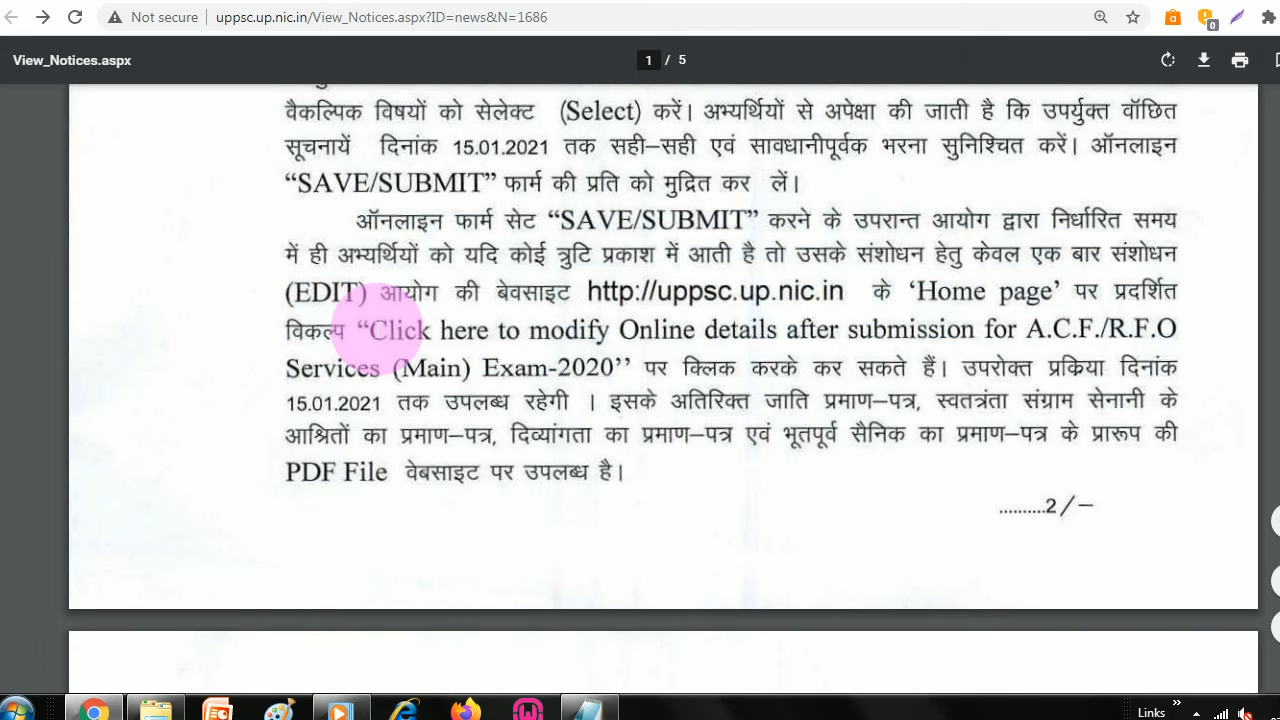 Not secure uppsc.up.nic.in/View_Notices.aspx?ID=news&N=1686
0
View_Notices.aspx 1 / 5
वैकल्पिक विषयों को सेलेक्ट (Select) करें। अभ्यर्थियों से अपेक्षा की जाती है कि उपर्युक्त वॉछित
सूचनायें दिनांक 15.01.2021 तक सही–सही एवं सावधानीपूर्वक भरना सुनिश्चित करें। ऑनलाइन
“SAVE/SUBMIT” फार्म की प्रति को मुद्रित कर लें।
ऑनलाइन फार्म सेट “SAVE/SUBMIT” करने के उपरान्त आयोग द्वारा निर्धारित समय
में ही अभ्यर्थियों को यदि कोई त्रुटि प्रकाश में आती है तो उसके संशोधन हेतु केवल एक बार संशोधन
(EDIT) आयोग की बेवसाइट http://uppsc.up.nic.in के ‘Home page’ पर प्रदर्शित
विकल्प “Click here to modify Online details after submission for A.C.F./R.F.O
Services (Main) Exam-2020’’ पर क्लिक करके कर सकते हैं। उपरोक्त प्रक्रिया दिनांक
15.01.2021 तक उपलब्ध रहेगी । इसके अतिरिक्त जाति प्रमाण–पत्र, स्वतत्रंता संग्राम सेनानी के
आश्रितों का प्रमाण–पत्र, दिव्यांगता का प्रमाण–पत्र एवं भूतपूर्व सैनिक का प्रमाण–पत्र के प्रारूप की
PDF File वेबसाइट पर उपलब्ध है।
..........2/–
Links